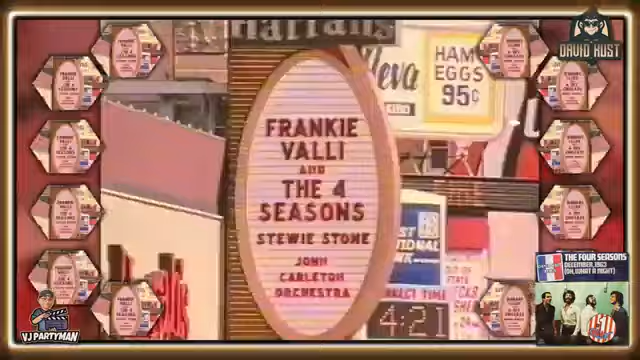 Harrahs
HAM
EGGS
95¢
FRANKIE
VALLI
AND
THE 4
SEASONS
STEWIE STONE
JOHN
CARLETON
ORCHESTRA
TIME
4:21
DAVID RUST
VJ PARTYMAN
THE FOUR SEASONS
DECEMBER, 1963
(OH, WHAT A NIGHT)